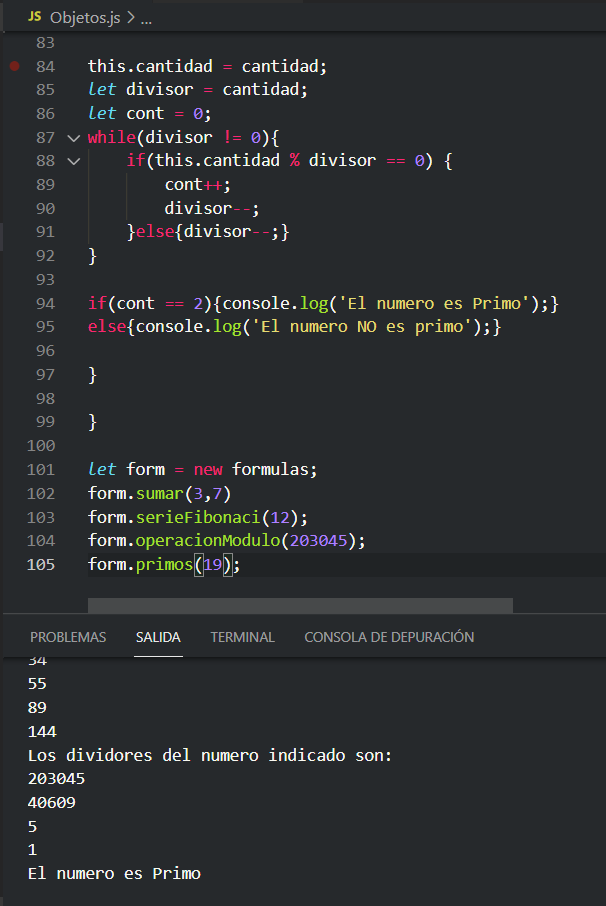 JS Objetos.js > ...
83
84 this.cantidad = cantidad;
85 let divisor = cantidad;
86 let cont = 0;
87 while(divisor != 0){
88 if(this.cantidad % divisor == 0) {
89 cont++;
90 divisor--;
91 }else{divisor--;}
92 }
93
94 if(cont == 2){console.log('El numero es Primo');}
95 else{console.log('El numero NO es primo');}
96
97 }
98
99 }
100
101 let form = new formulas;
102 form.sumar(3,7)
103 form.serieFibonaci(12);
104 form.operacionModulo(203045);
105 form.primos(19);
PROBLEMAS SALIDA TERMINAL CONSOLA DE DEPURACIÓN
34
55
89
144
Los dividores del numero indicado son:
203045
40609
5
1
El numero es Primo